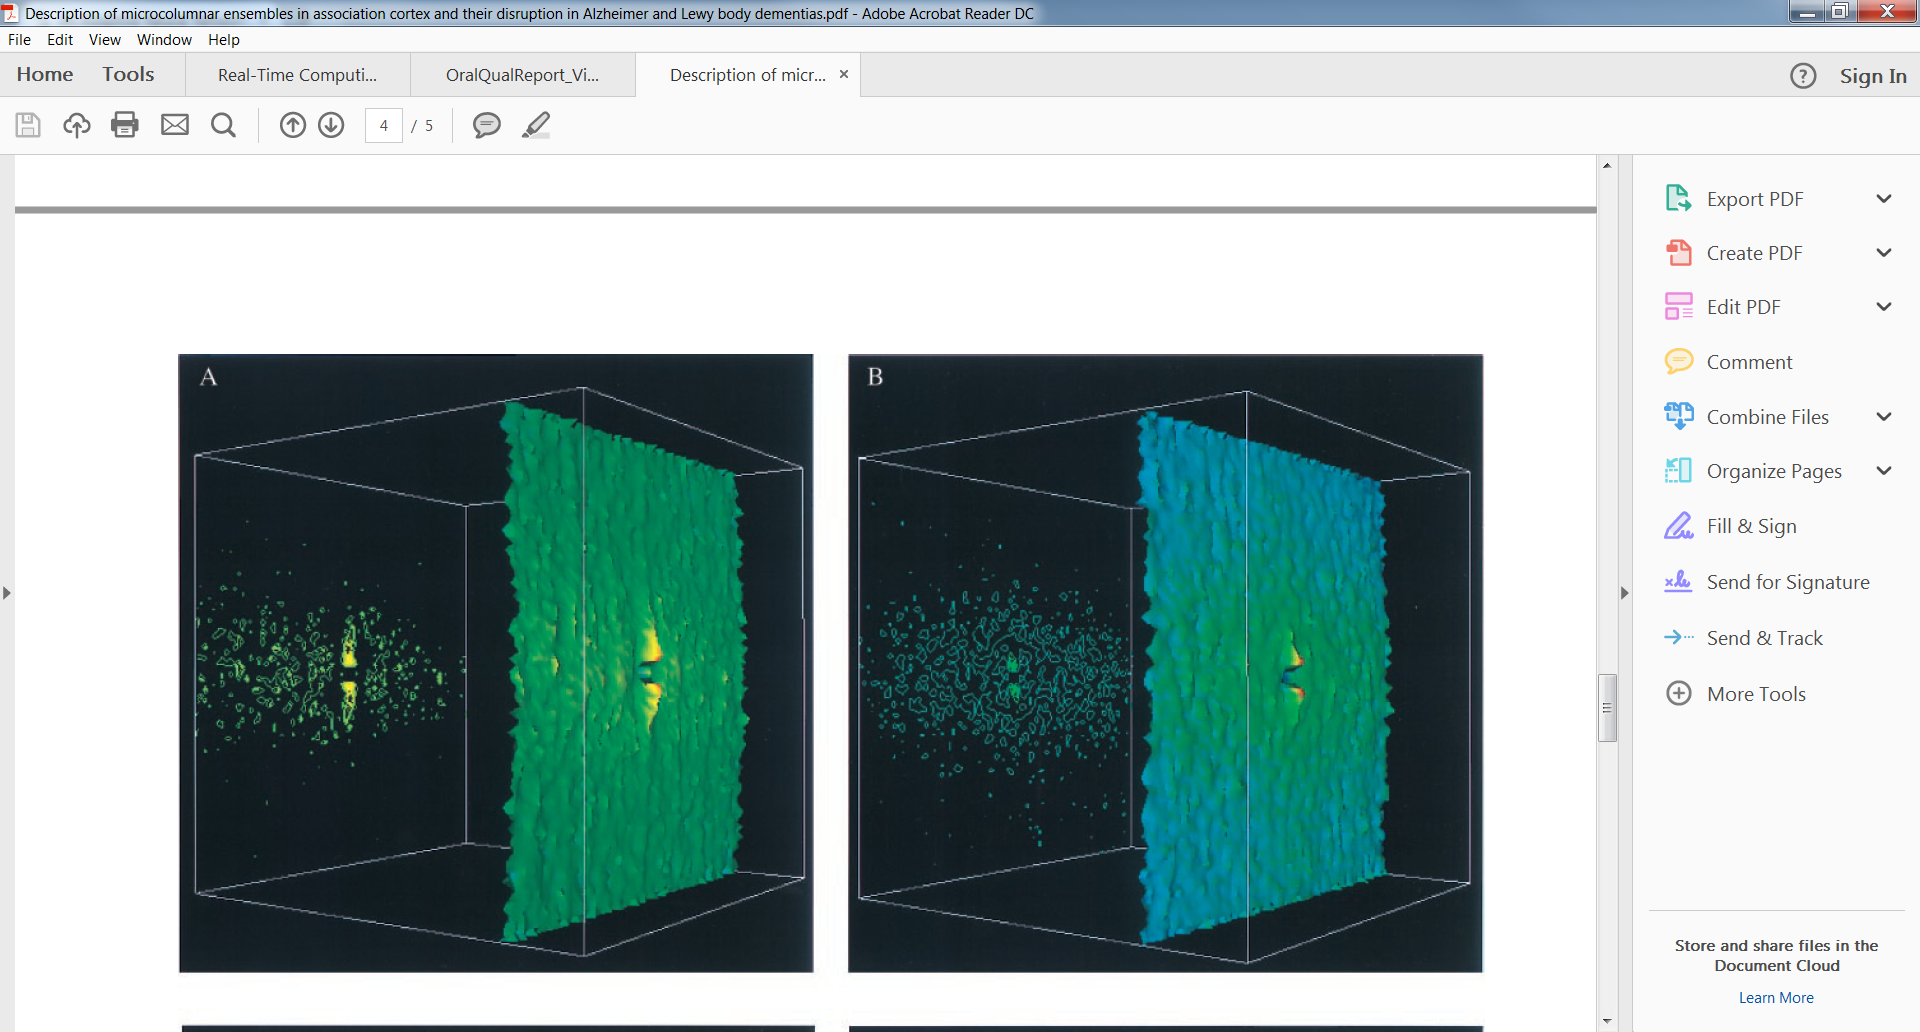 Description of microcolumnar ensembles in association cortex and their disruption in Alzheimer and Lewy body dementias.pdf - Adobe Acrobat Reader DC
File Edit View Window Help
Home Tools Real-Time Computi... OralQualReport_Vi... Description of micr... × ? Sign In
4 / 5
Export PDF
Create PDF
Edit PDF
Comment
Combine Files
Organize Pages
Fill & Sign
Send for Signature
Send & Track
More Tools
Store and share files in the
Document Cloud
Learn More
A
B